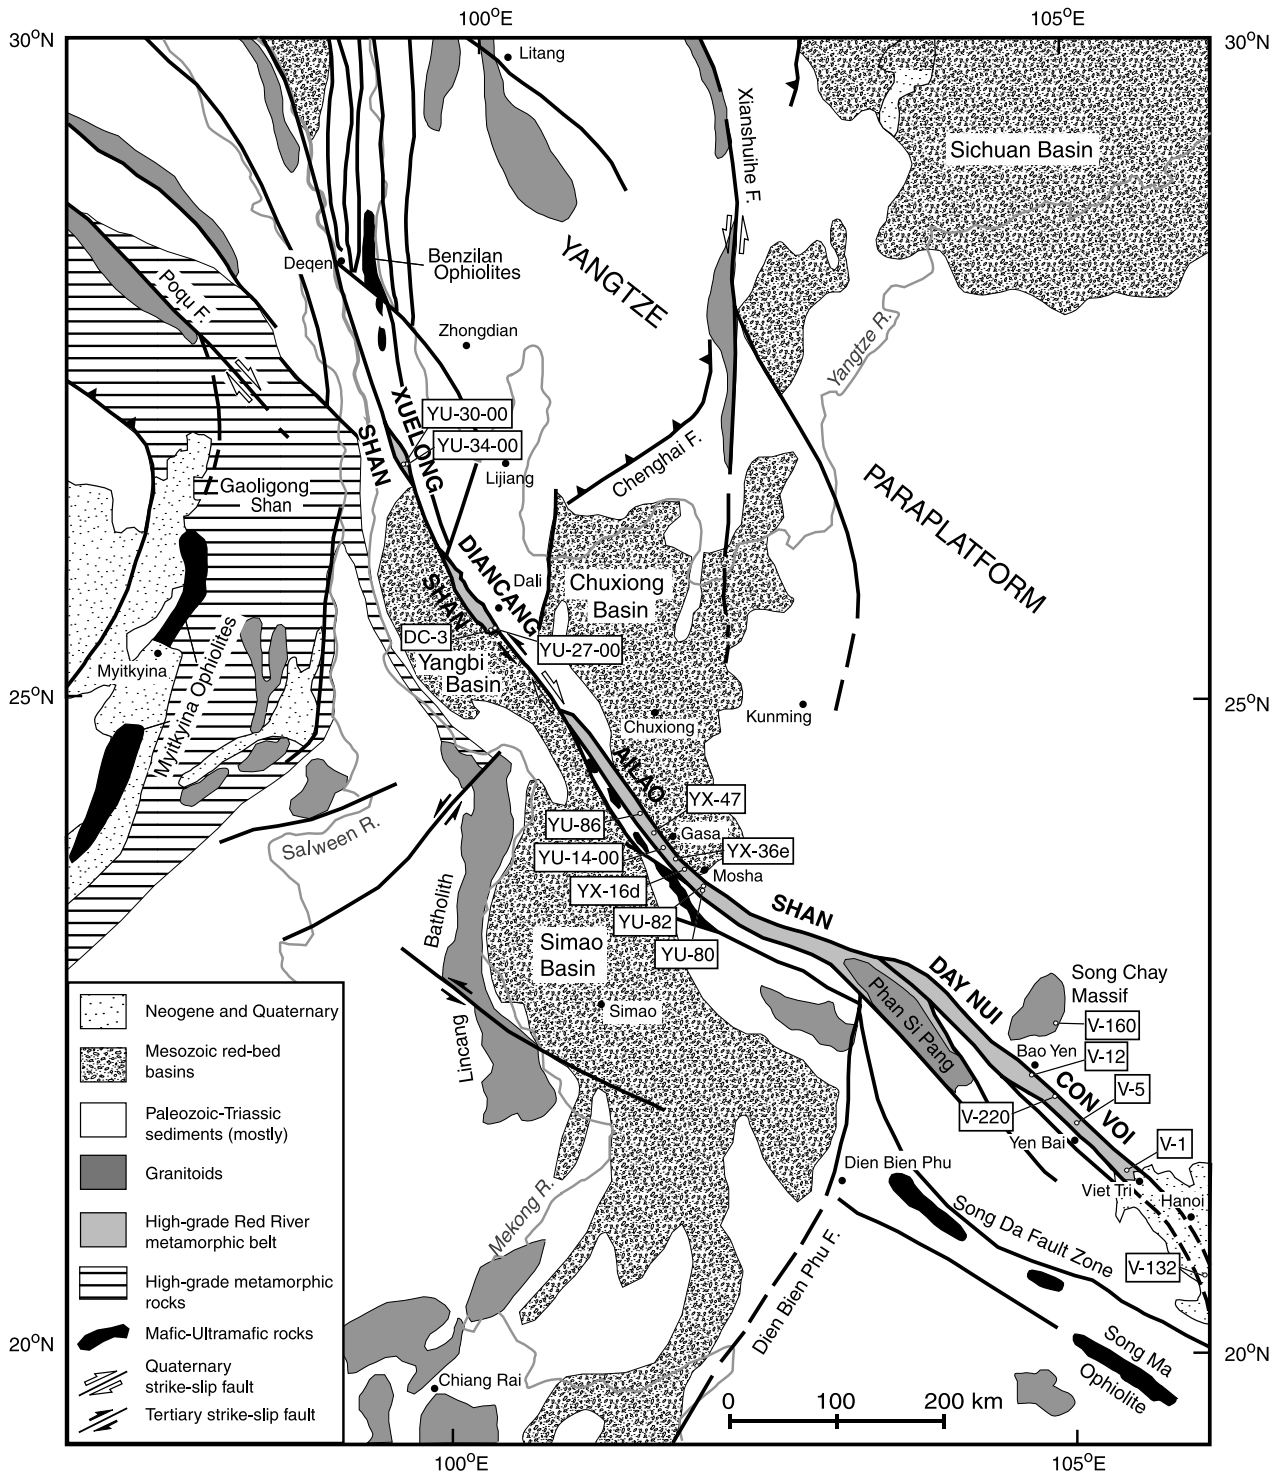 100°E
105°E
30°N
30°N
Litang
Xianshuihe F.
Sichuan Basin
YANGTZE
Deqen
Benzilan
Ophiolites
Poqu F.
Zhongdian
Yangtze R.
XUELONG
SHAN
YU-30-00
YU-34-00
Lijiang
Chenghai F.
PARAPLATFORM
Gaoligong
Shan
DIANCANG
SHAN
Dali
Chuxiong
Basin
DC-3
YU-27-00
Yangbi
Basin
Myitkyina
Myitkyina Ophiolites
25°N
25°N
Chuxiong
Kunming
AILAO
YX-47
YU-86
Gasa
YU-14-00
YX-36e
Mosha
YX-16d
SHAN
YU-82
YU-80
Salween R.
Batholith
Lincang
Simao
Basin
Simao
Phan Si Pang
DAY NUI
CON VOI
Song Chay
Massif
V-160
Bao Yen
V-12
V-5
V-220
Yen Bai
V-1
Viet Tri
Hanoi
Dien Bien Phu
Song Da Fault Zone
V-132
Mekong R.
Dien Bien Phu F.
Song Ma
Ophiolite
20°N
20°N
Chiang Rai
0 100 200 km
Neogene and Quaternary
Mesozoic red-bed
basins
Paleozoic-Triassic
sediments (mostly)
Granitoids
High-grade Red River
metamorphic belt
High-grade metamorphic
rocks
Mafic-Ultramafic rocks
Quaternary
strike-slip fault
Tertiary strike-slip fault
100°E
105°E